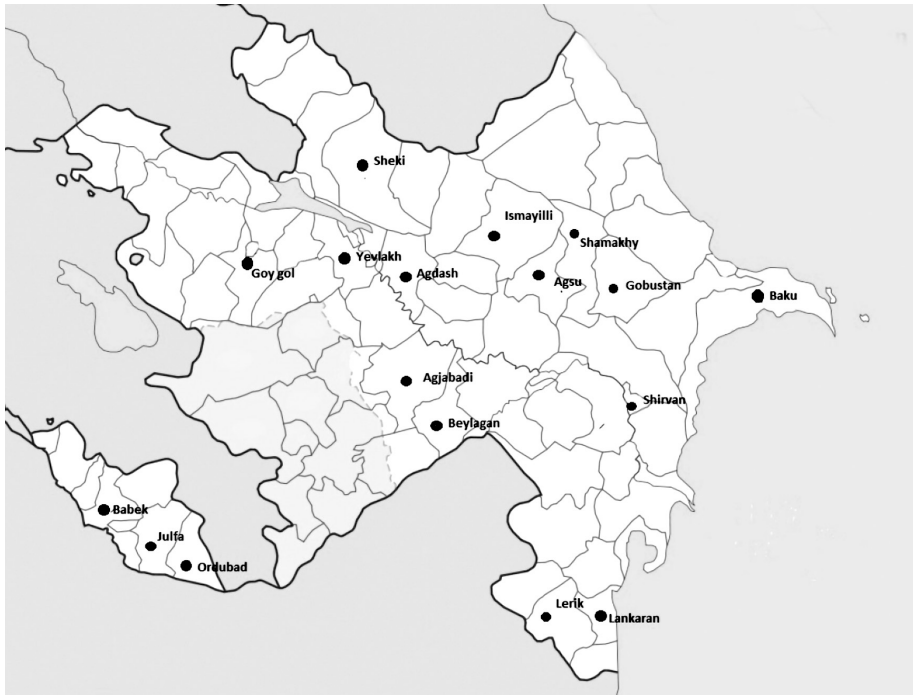 Sheki
Ismayilli
Shamakhy
Yevlakh
Goy gol
Agdash
Agsu
Gobustan
Baku
Agjabadi
Shirvan
Beylagan
Babek
Julfa
Ordubad
Lerik
Lankaran